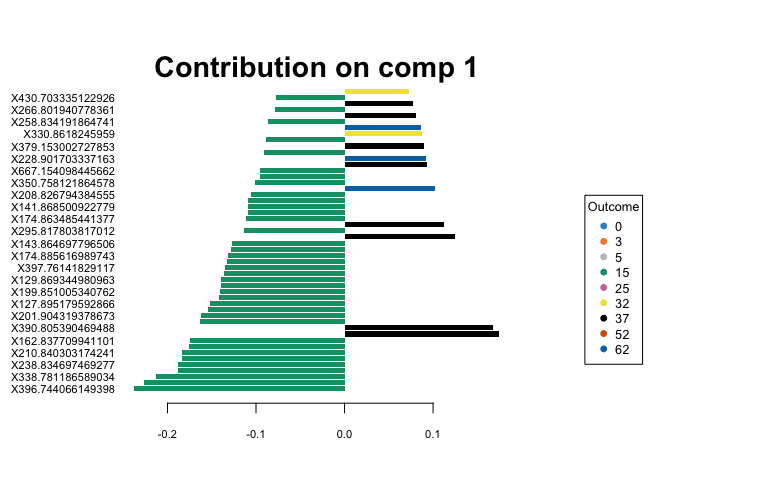 Contribution on comp 1
X430.703335122926
X266.801940778361
X258.834191864741
X330.8618245959
X379.153002727853
X228.901703337163
X667.154098445662
X350.758121864578
X208.826794384555
X141.868500922779
X174.863485441377
X295.817803817012
X143.864697796506
X174.885616989743
X397.76141829117
X129.869344980963
X199.851005340762
X127.895179592866
X201.904319378673
X390.805390469488
X162.837709941101
X210.840303174241
X238.834697469277
X338.781186589034
X396.744066149398
-0.2 -0.1 0.0 0.1
Outcome
0
3
5
15
25
32
37
52
62